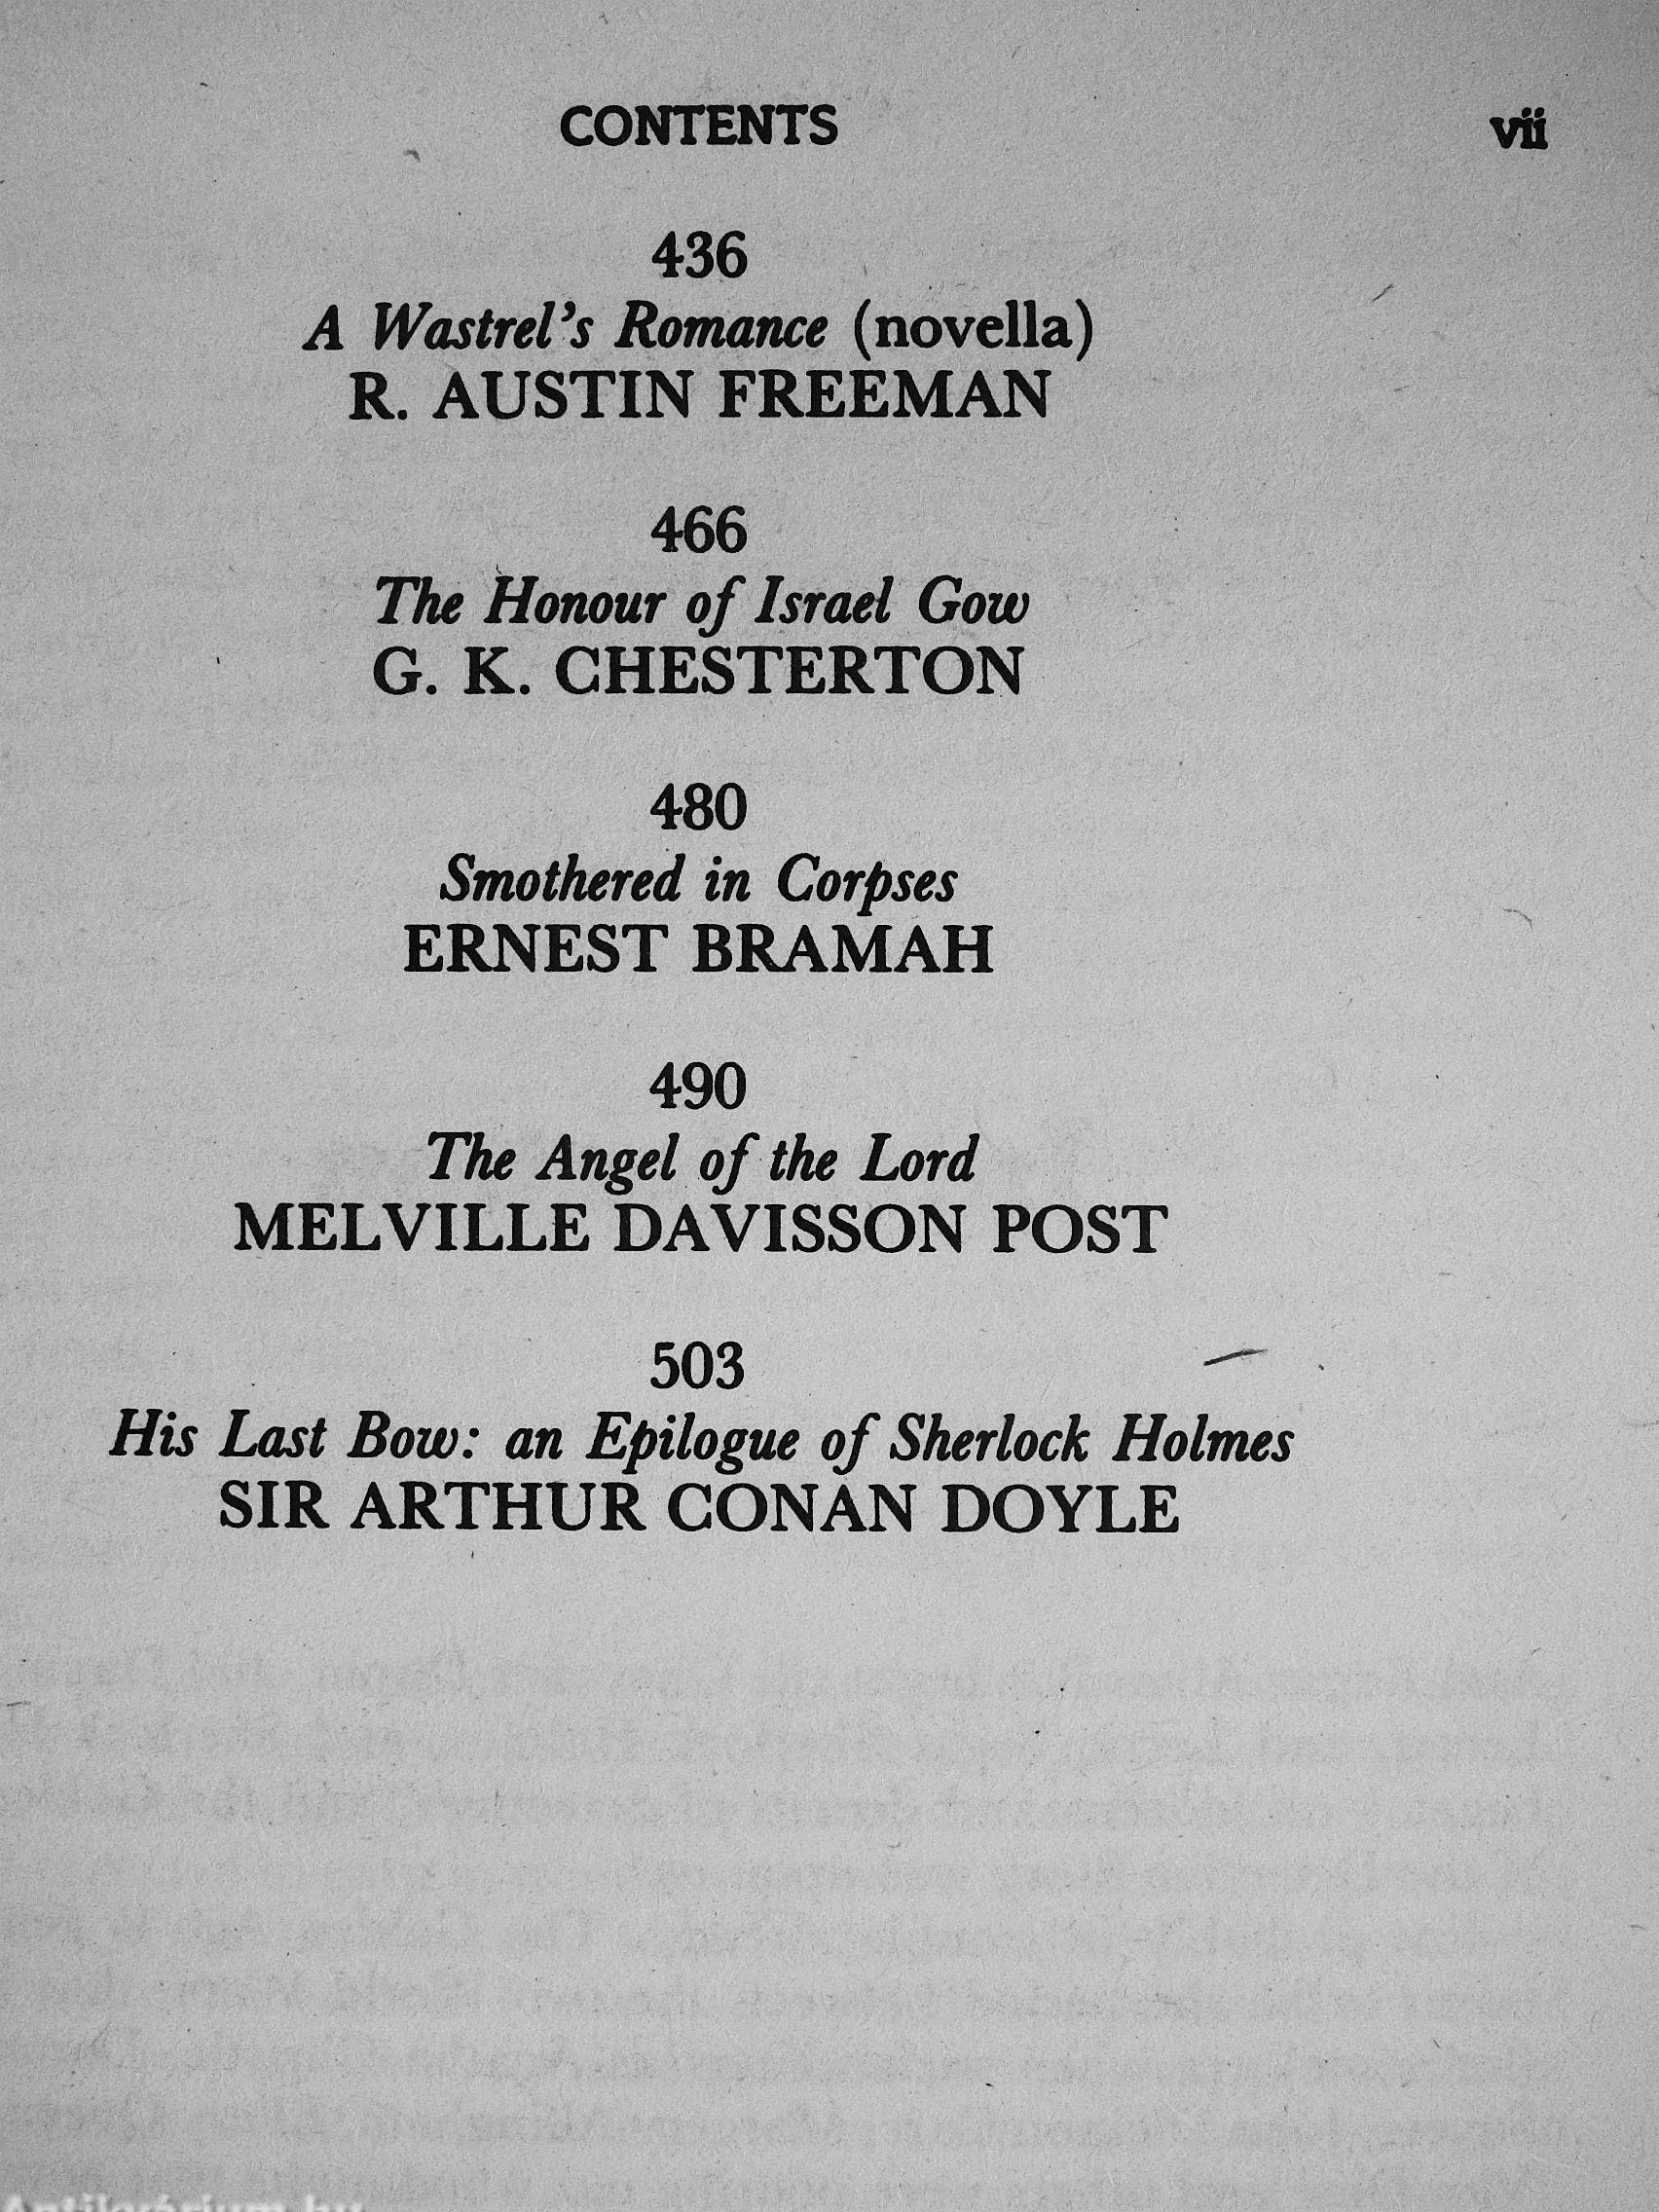 CONTENTS vii
436
A Wastrel's Romance (novella)
R. AUSTIN FREEMAN
466
The Honour of Israel Gow
G. K. CHESTERTON
480
Smothered in Corpses
ERNEST BRAMAH
490
The Angel of the Lord
MELVILLE DAVISSON POST
503
His Last Bow: an Epilogue of Sherlock Holmes
SIR ARTHUR CONAN DOYLE